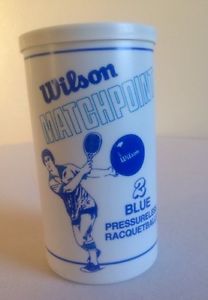 Wilson
MATCHPOINT
Wilson
2
BLUE
PRESSURELESS
RACQUETBALLS